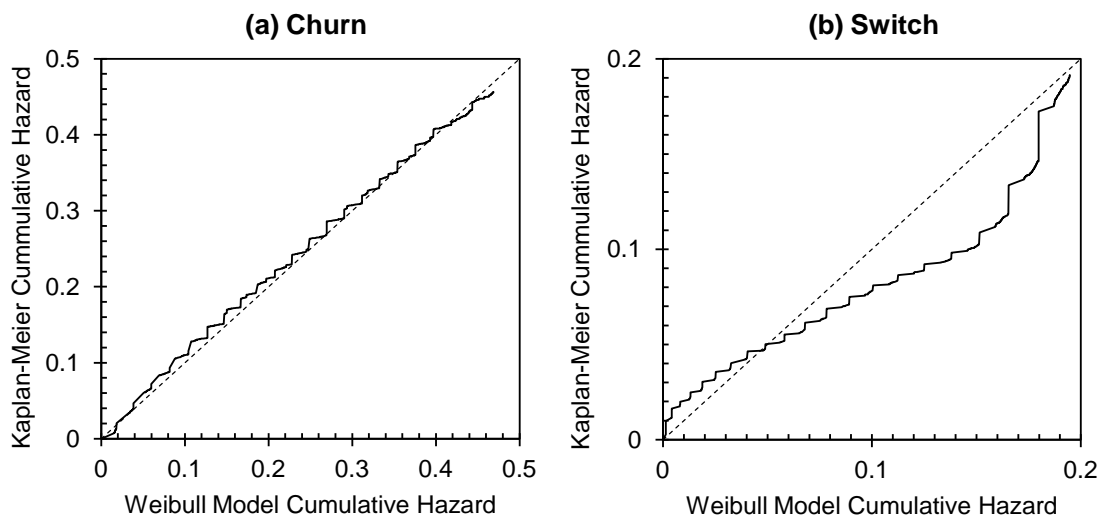 (a) Churn
0.5
0.4
0.3
0.2
0.1
0
0 0.1 0.2 0.3 0.4 0.5
Kaplan-Meier Cummulative Hazard
Weibull Model Cumulative Hazard
(b) Switch
0.2
0.1
0
0 0.1 0.2
Kaplan-Meier Cummulative Hazard
Weibull Model Cumulative Hazard